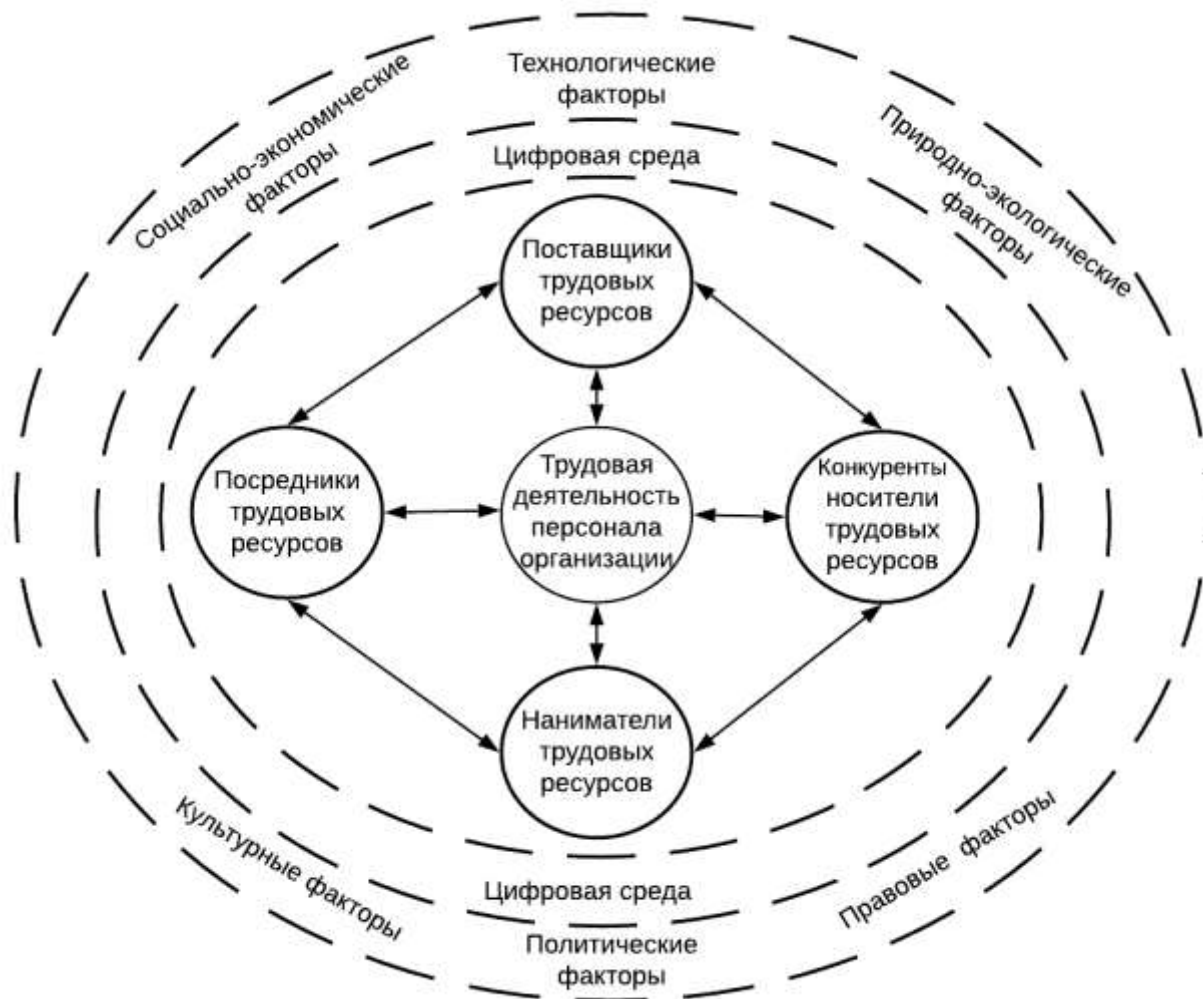 Технологические
факторы
Социально-экономические
факторы
Природно-экологические
факторы
Цифровая среда
Поставщики
трудовых
ресурсов
Посредники
трудовых
ресурсов
Трудовая
деятельность
персонала
организации
Конкуренты
носители
трудовых
ресурсов
Наниматели
трудовых
ресурсов
Культурные факторы
Цифровая среда
Правовые факторы
Политические
факторы